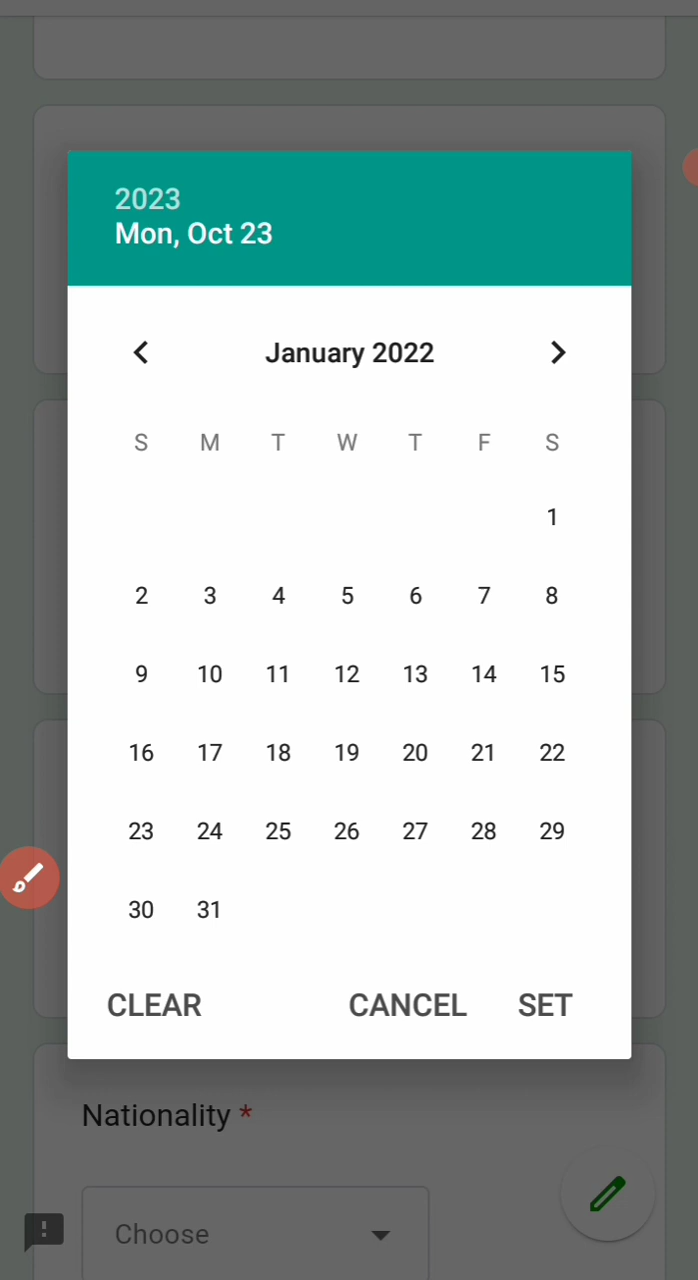 2023
Mon, Oct 23
January 2022
S M T W T F S
1
2 3 4 5 6 7 8
9 10 11 12 13 14 15
16 17 18 19 20 21 22
23 24 25 26 27 28 29
30 31
CLEAR CANCEL SET
Nationality *
Choose